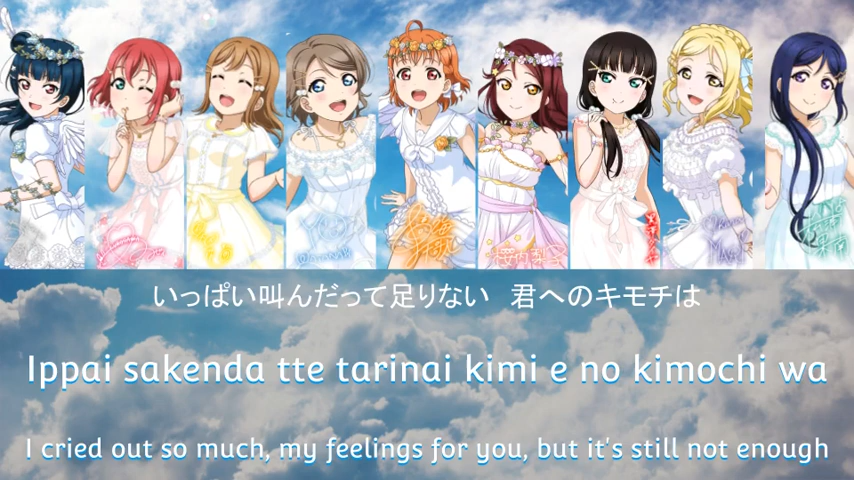 いっぱい叫んだって足りない　君へのキモチは
Ippai sakenda tte tarinai kimi e no kimochi wa
I cried out so much, my feelings for you, but it's still not enough